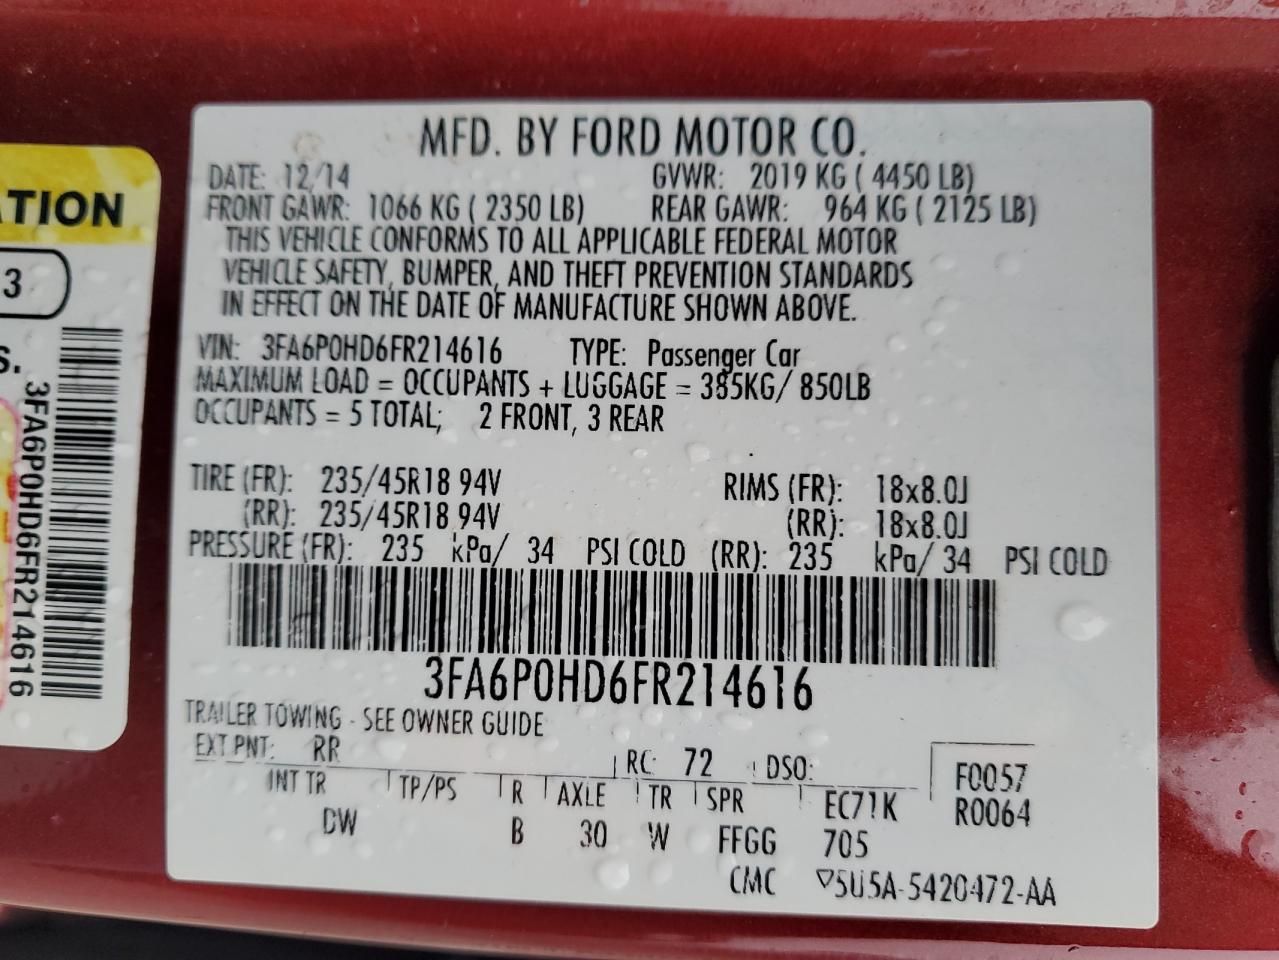 MFD. BY FORD MOTOR CO.
DATE: 12/14 GVWR: 2019 KG ( 4450 LB)
FRONT GAWR: 1066 KG ( 2350 LB) REAR GAWR: 964 KG ( 2125 LB)
THIS VEHICLE CONFORMS TO ALL APPLICABLE FEDERAL MOTOR
VEHICLE SAFETY, BUMPER, AND THEFT PREVENTION STANDARDS
IN EFFECT ON THE DATE OF MANUFACTURE SHOWN ABOVE.
VIN: 3FA6P0HD6FR214616 TYPE: Passenger Car
MAXIMUM LOAD = OCCUPANTS + LUGGAGE = 385KG/ 850LB
OCCUPANTS = 5 TOTAL; 2 FRONT, 3 REAR
TIRE (FR): 235/45R18 94V RIMS (FR): 18x8.0J
(RR): 235/45R18 94V (RR): 18x8.0J
PRESSURE (FR): 235 kPa/ 34 PSI COLD (RR): 235 kPa/ 34 PSI COLD
3FA6P0HD6FR214616
TRAILER TOWING - SEE OWNER GUIDE
EXT PNT: RR RC: 72 DSO:
INT TR TP/PS R AXLE TR SPR EC71K
DW B 30 W FFGG 705
F0057
R0064
CMC ▽5U5A-5420472-AA
ATION
3
S.
3FA6P0HD6FR214616